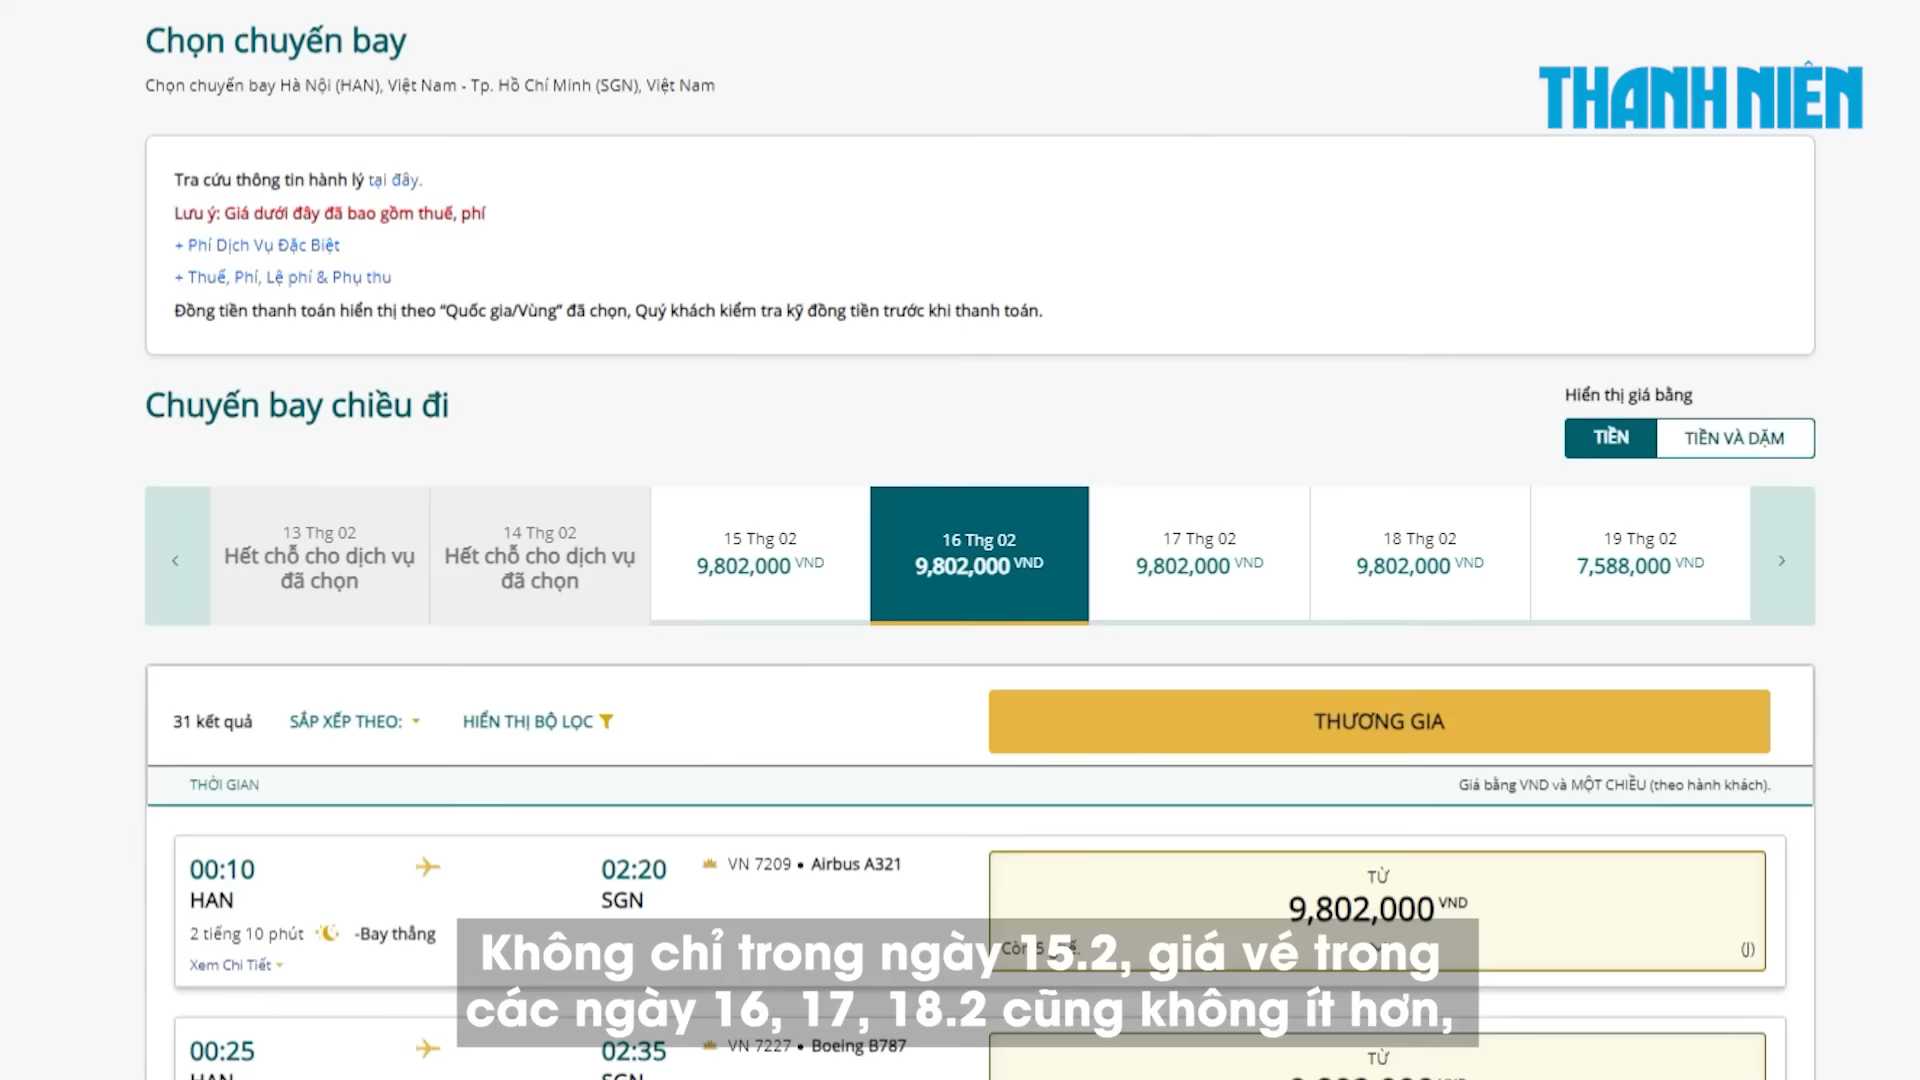 Chọn chuyến bay
Chọn chuyến bay Hà Nội (HAN), Việt Nam - Tp. Hồ Chí Minh (SGN), Việt Nam
THANH NIÊN
Tra cứu thông tin hành lý tại đây.
Lưu ý: Giá dưới đây đã bao gồm thuế, phí
+ Phí Dịch Vụ Đặc Biệt
+ Thuế, Phí, Lệ phí & Phụ thu
Đồng tiền thanh toán hiển thị theo “Quốc gia/Vùng” đã chọn, Quý khách kiểm tra kỹ đồng tiền trước khi thanh toán.
Chuyến bay chiều đi
Hiển thị giá bằng
TIỀN
TIỀN VÀ DẶM
13 Thg 02
Hết chỗ cho dịch vụ
đã chọn
14 Thg 02
Hết chỗ cho dịch vụ
đã chọn
15 Thg 02
9,802,000 VND
16 Thg 02
9,802,000 VND
17 Thg 02
9,802,000 VND
18 Thg 02
9,802,000 VND
19 Thg 02
7,588,000 VND
31 kết quả
SẮP XẾP THEO:
HIỂN THỊ BỘ LỌC
THƯƠNG GIA
THỜI GIAN
Giá bằng VND và MỘT CHIỀU (theo hành khách).
00:10
HAN
02:20
SGN
VN 7209 • Airbus A321
2 tiếng 10 phút
-Bay thẳng
Xem Chi Tiết
TỪ
9,802,000 VND
(J)
Không chỉ trong ngày 15.2, giá vé trong
các ngày 16, 17, 18.2 cũng không ít hơn,
00:25
02:35
VN 7227 • Boeing B787
TỪ